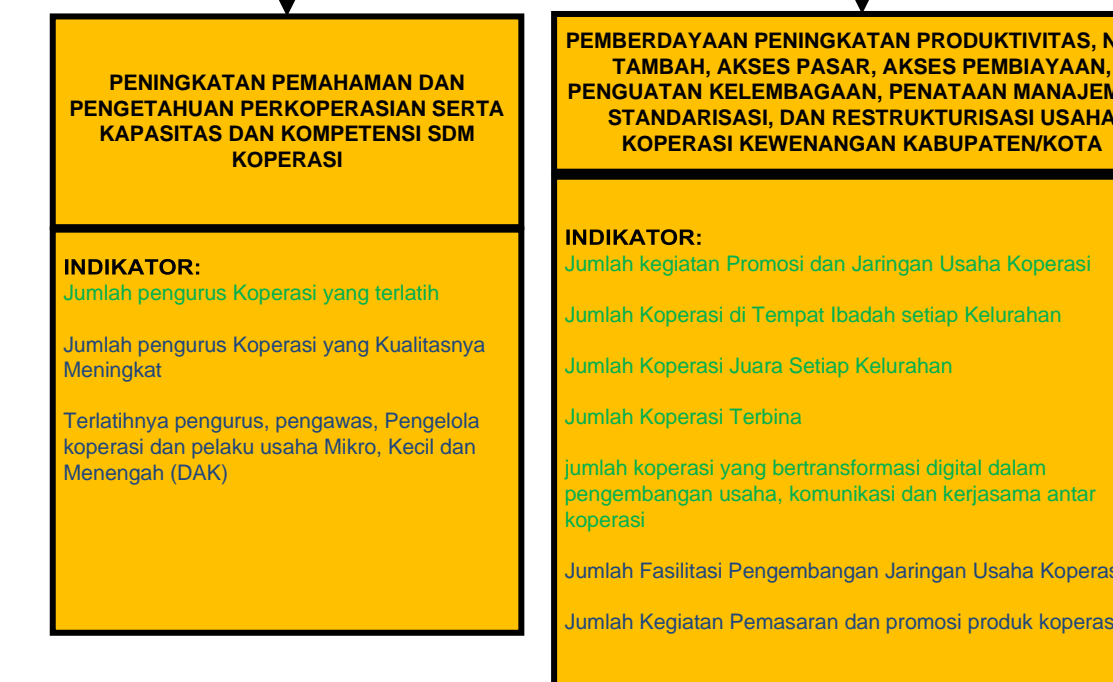 PENINGKATAN PEMAHAMAN DAN
PENGETAHUAN PERKOPERASIAN SERTA
KAPASITAS DAN KOMPETENSI SDM
KOPERASI
INDIKATOR:
Jumlah pengurus Koperasi yang terlatih
Jumlah pengurus Koperasi yang Kualitasnya
Meningkat
Terlatihnya pengurus, pengawas, Pengelola
koperasi dan pelaku usaha Mikro, Kecil dan
Menengah (DAK)
PEMBERDAYAAN PENINGKATAN PRODUKTIVITAS,
TAMBAH, AKSES PASAR, AKSES PEMBIAYAAN,
PENGUATAN KELEMBAGAAN, PENATAAN
STANDARISASI, DAN RESTRUKTURISASI USAHA
KOPERASI KEWENANGAN KABUPATEN/KOTA
INDIKATOR:
Jumlah kegiatan Promosi dan Jaringan Usaha Koperasi
Jumlah Koperasi di Tempat Ibadah setiap Kelurahan
Jumlah Koperasi Juara Setiap Kelurahan
Jumlah Koperasi Terbina
jumlah koperasi yang bertransformasi digital dalam
pengembangan usaha, komunikasi dan kerjasama antar
koperasi
Jumlah Fasilitasi Pengembangan Jaringan Usaha
Jumlah Kegiatan Pemasaran dan promosi produk